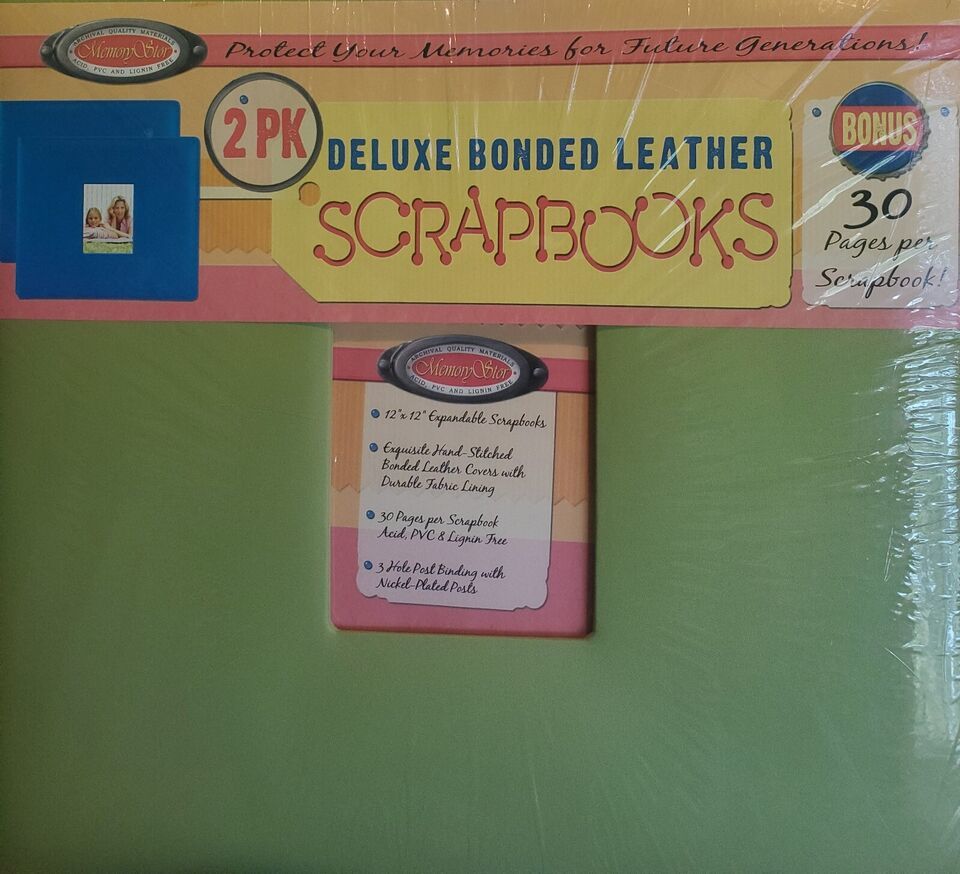 ARCHIVAL QUALITY MATERIALS
MemoryStor
ACID, PVC AND LIGNIN FREE
Protect Your Memories for Future Generations!
2 PK
DELUXE BONDED LEATHER
SCRAPBOOKS
BONUS
30
Pages per
Scrapbook!
ARCHIVAL QUALITY MATERIALS
MemoryStor
ACID, PVC AND LIGNIN FREE
12"x 12" Expandable Scrapbooks
Exquisite Hand-Stitched
Bonded Leather Covers with
Durable Fabric Lining
30 Pages per Scrapbook
Acid, PVC & Lignin Free
3 Hole Post Binding with
Nickel-Plated Posts